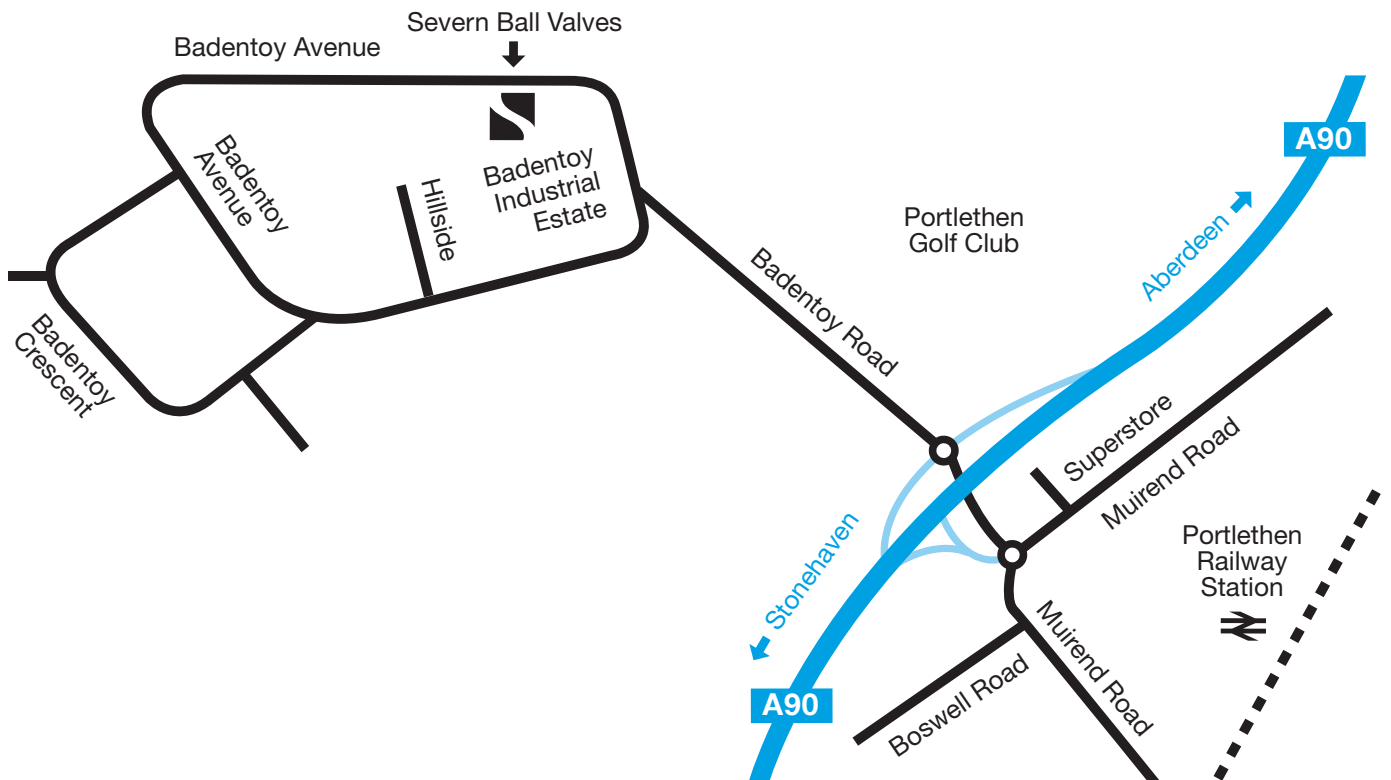 Severn Ball Valves
Badentoy Avenue
A90
Badentoy
Avenue
Badentoy
Industrial
Estate
Hillside
Portlethen
Golf Club
Aberdeen
Badentoy Road
Badentoy
Crescent
Superstore
Muirend Road
Stonehaven
Portlethen
Railway
Station
Muirend Road
Boswell Road
A90